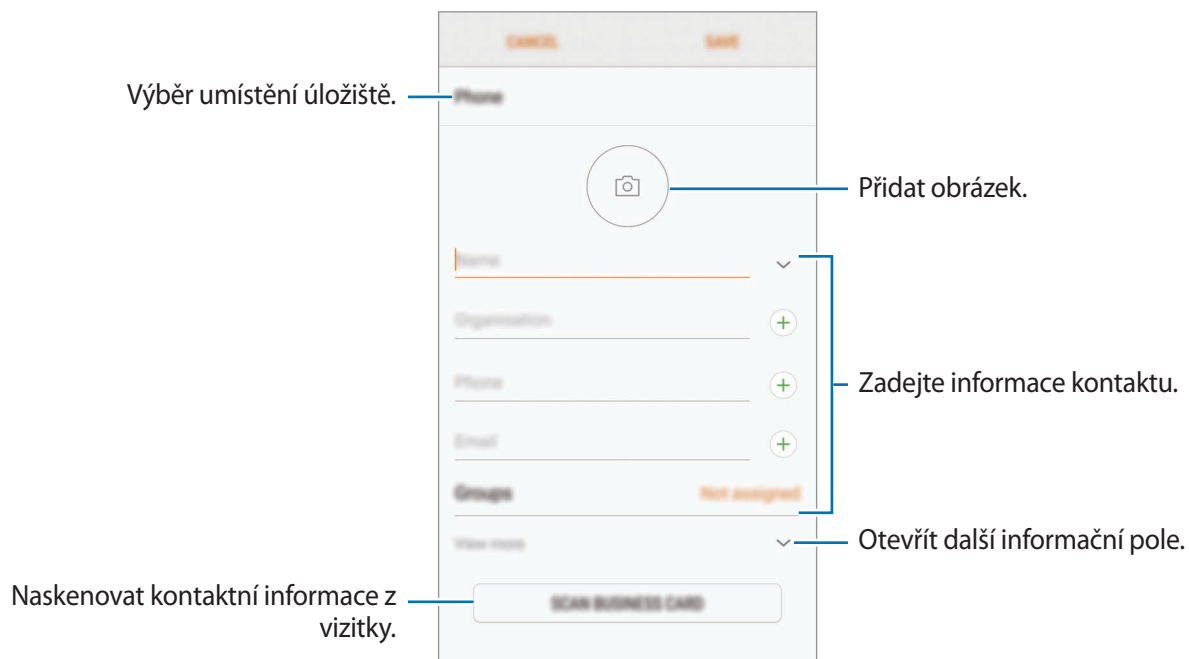 CANCEL
SAVE
Výběr umístění úložiště.
Phone
Přidat obrázek.
Name
Organisation
Phone
Zadejte informace kontaktu.
Email
Groups
Not assigned
View more
Otevřít další informační pole.
Naskenovat kontaktní informace z
vizitky.
SCAN BUSINESS CARD